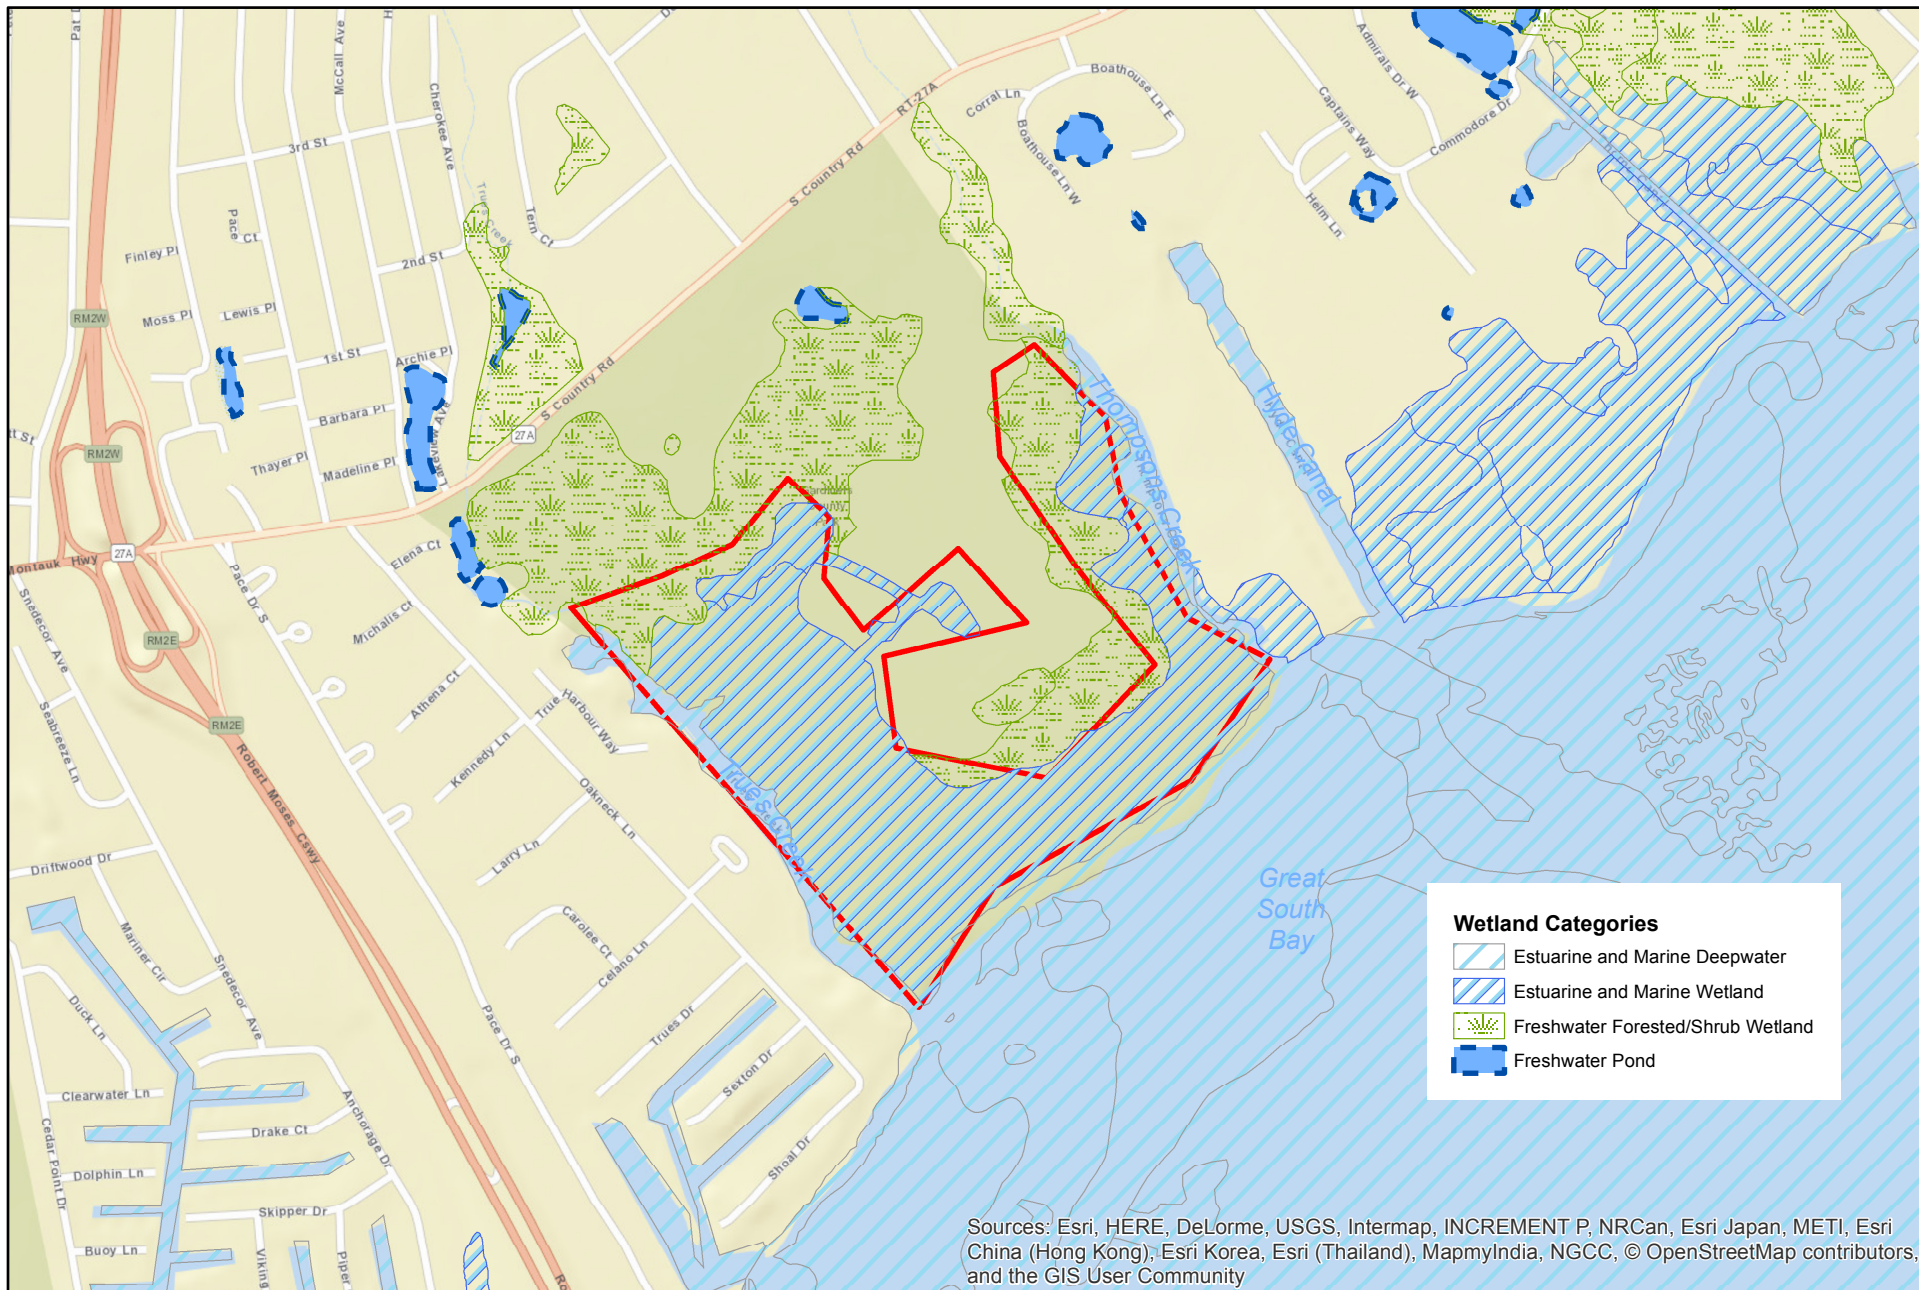 McCall Ave
Cherokee Ave
3rd St
Trues Creek
Tern Ct
Pace Ct
Finley Pl
2nd St
RM2W
Moss Pl
Lewis Pl
1st St
Archie Pl
Barbara Pl
Lakeview Ave
Thayer Pl
Madeline Pl
RM2W
S Country Rd
27A
S Country Rd
RT-27A
Corral Ln
Boathouse Ln E
Boathouse Ln W
Admirals Dr W
Captains Way
Commodore Dr
Helm Ln
Thompsons Creek
Hyde Canal
27A
Montauk Hwy
Elena Ct
Pace Dr S
Michalis Ct
RM2E
Snedecor Ave
Athena Ct
True Harbour Way
Seabreeze Ln
RM2E
Kennedy Ln
Robert Moses Cswy
Oakneck Ln
Trues Creek
Larry Ln
Driftwood Dr
Carolee Ct
Celano Ln
Mariner Cir
Snedecor Ave
Great
South
Bay
Duck Ln
Pace Dr S
Trues Dr
Sexton Dr
Shoal Dr
Clearwater Ln
Anchorage Dr
Cedar Point Dr
Drake Ct
Dolphin Ln
Skipper Dr
Buoy Ln
Viking
Piper
Wetland Categories
Estuarine and Marine Deepwater
Estuarine and Marine Wetland
Freshwater Forested/Shrub Wetland
Freshwater Pond
Sources: Esri, HERE, DeLorme, USGS, Intermap, INCREMENT P, NRCan, Esri Japan, METI, Esri
China (Hong Kong), Esri Korea, Esri (Thailand), MapmyIndia, NGCC, © OpenStreetMap contributors,
and the GIS User Community